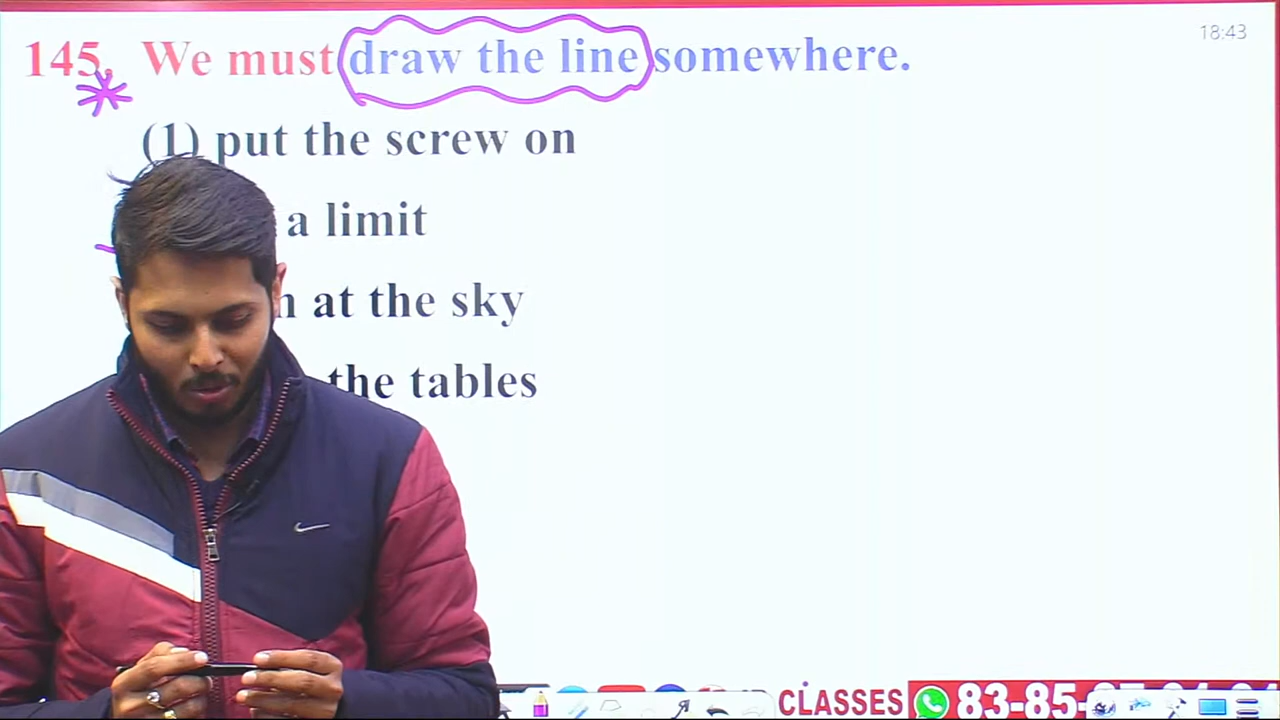 18:43
145. We must draw the line somewhere.
(1) put the screw on
a limit
at the sky
the tables
CLASSES 83-85-